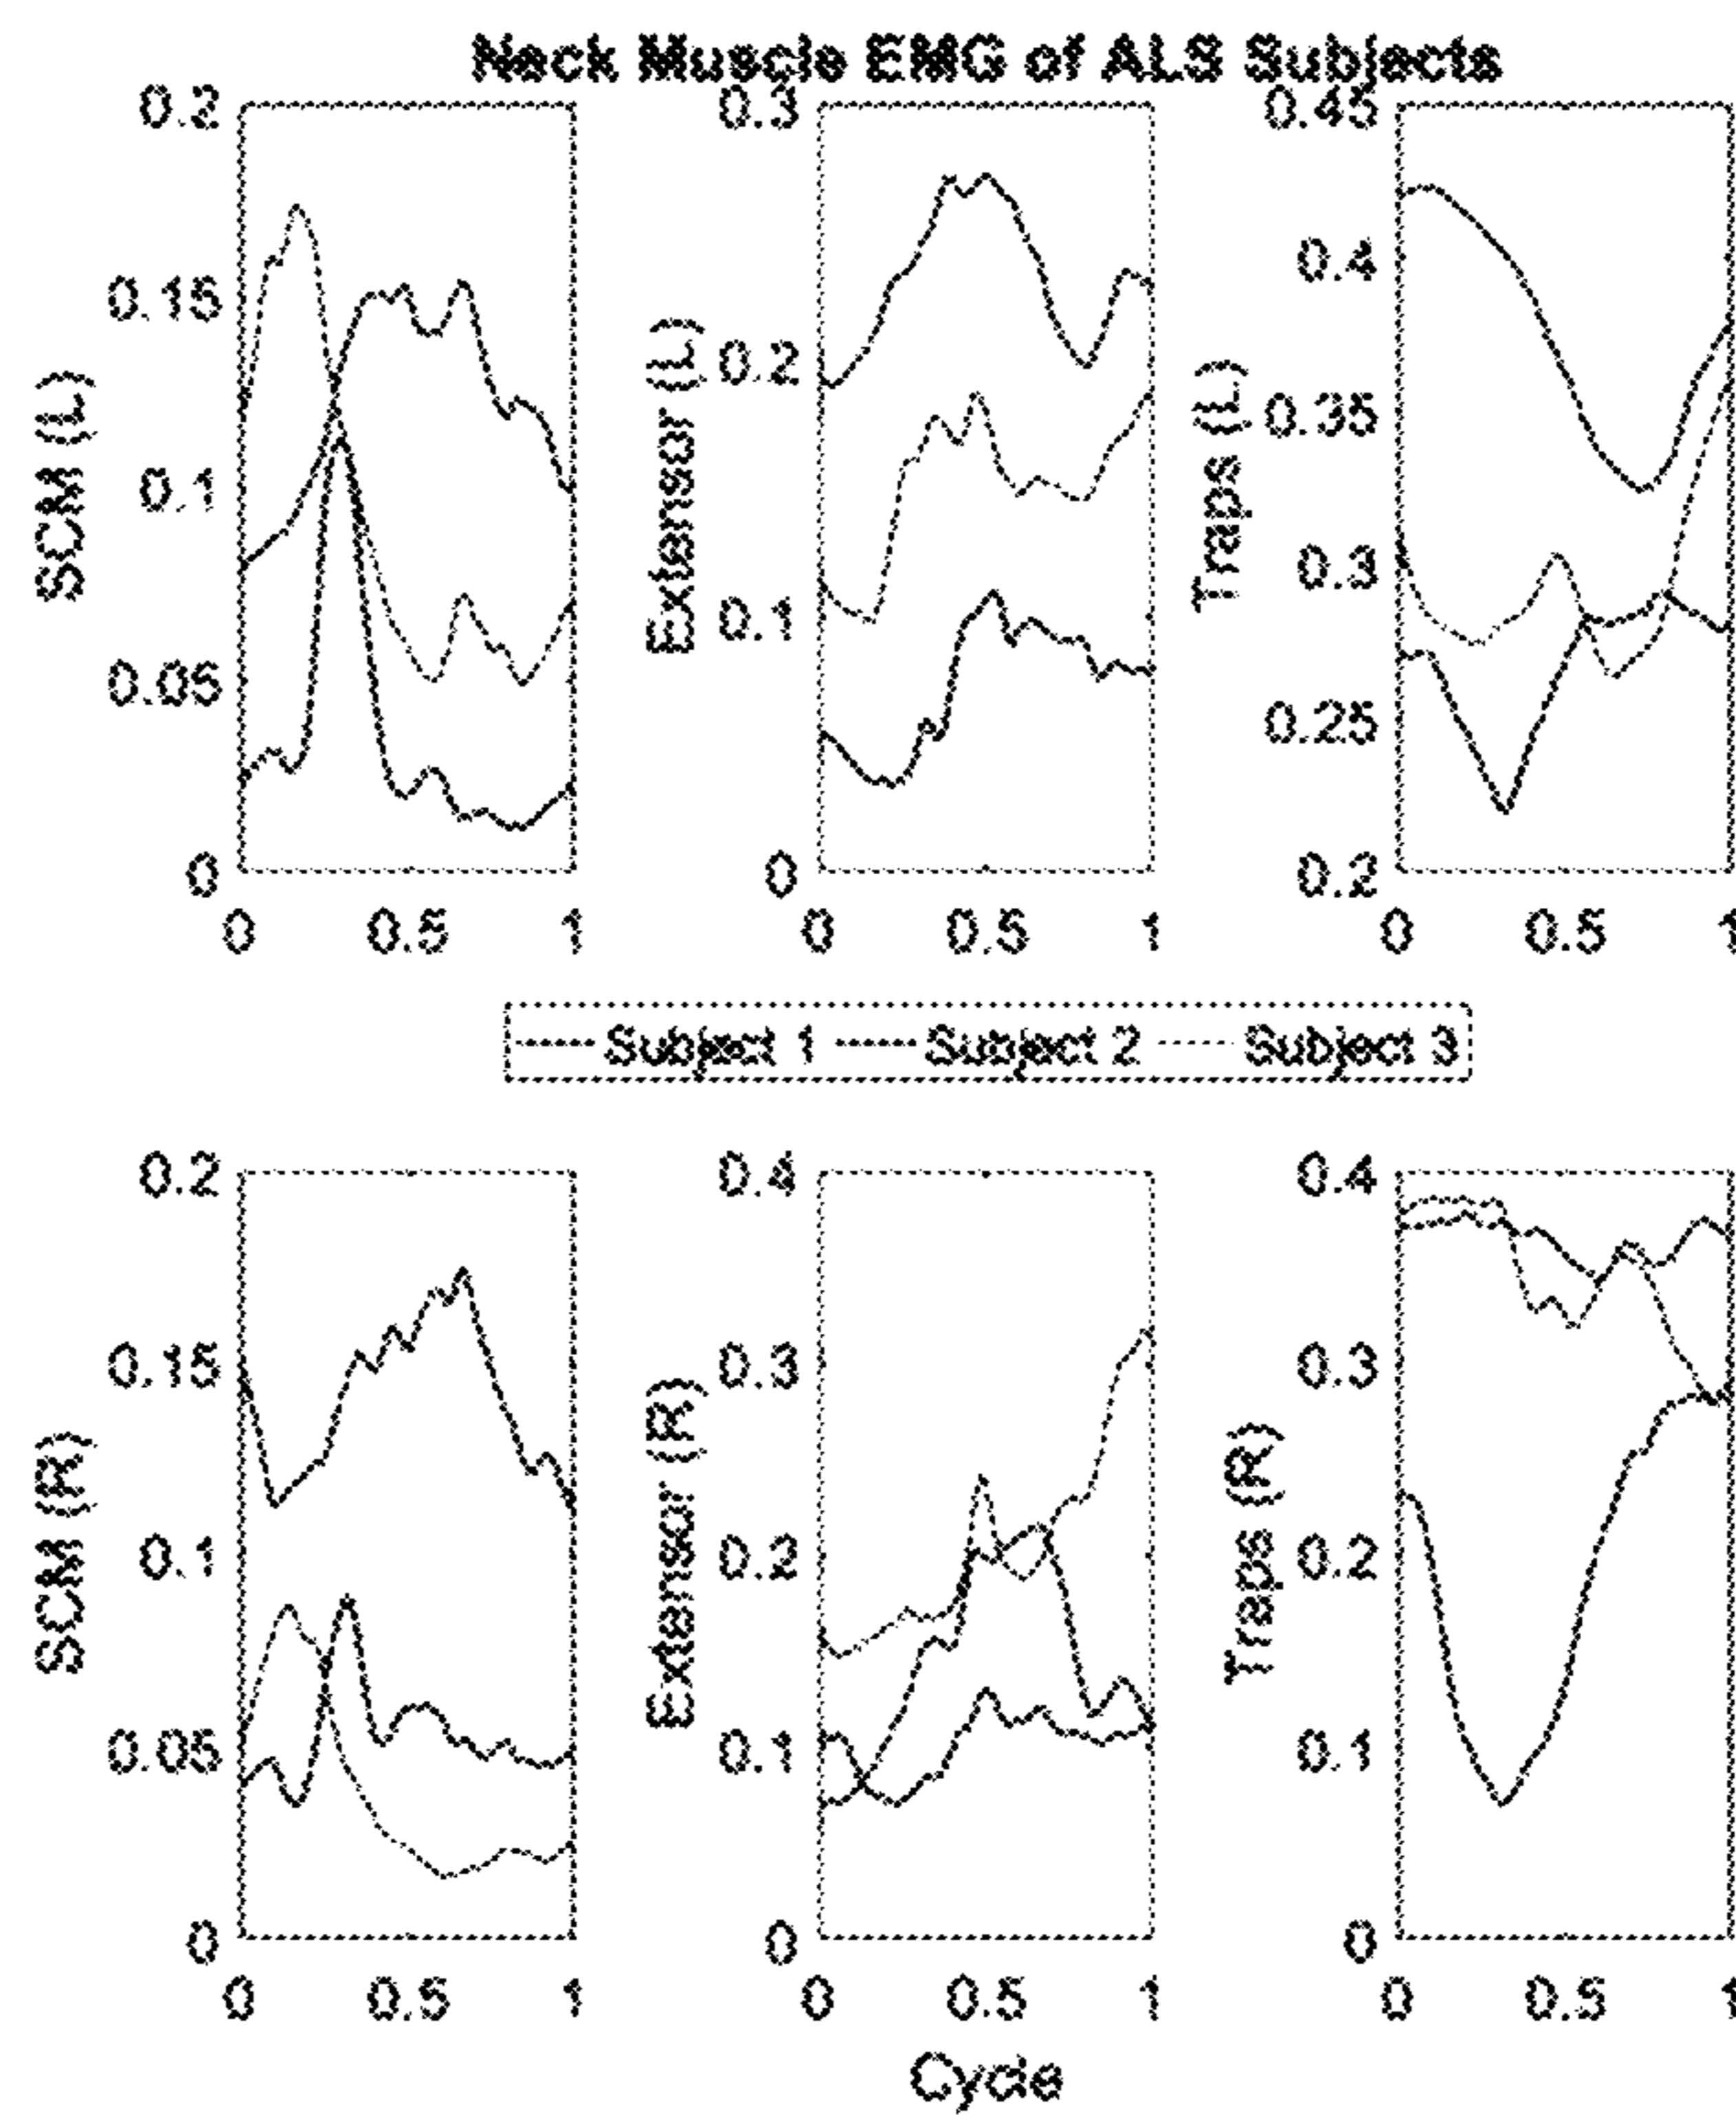 Neck Muscle EMG of ALS Subjects
0.2 0.3 0.45
0.4
0.15
SCM (L) Extensor (L) 0.2 Traps (L) 0.35
0.1 0.3
0.1
0.05 0.25
0 0 0.2
0 0.5 1 0 0.5 1 0 0.5 1
Subject 1 Subject 2 Subject 3
0.2 0.4 0.4
0.15 0.3 0.3
SCM (R) Extensor (R) Traps (R)
0.1 0.2 0.2
0.05 0.1 0.1
0 0 0
0 0.5 1 0 0.5 1 0 0.5 1
Cycle